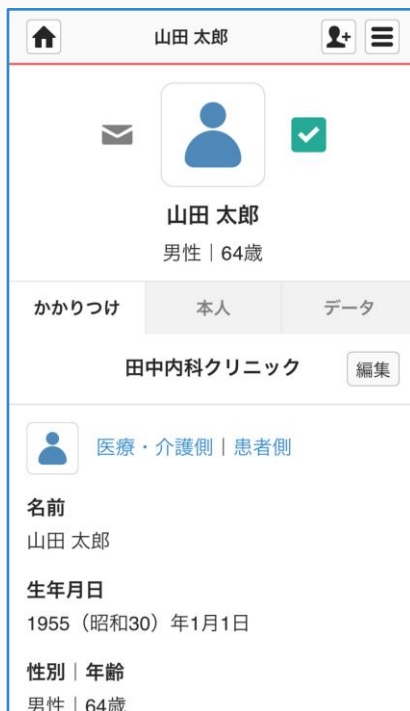 山田 太郎
山田 太郎
男性｜64歳
かかりつけ 本人 データ
田中内科クリニック 編集
医療・介護側｜患者側
名前
山田 太郎
生年月日
1955（昭和30）年1月1日
性別｜年齢
男性｜64歳